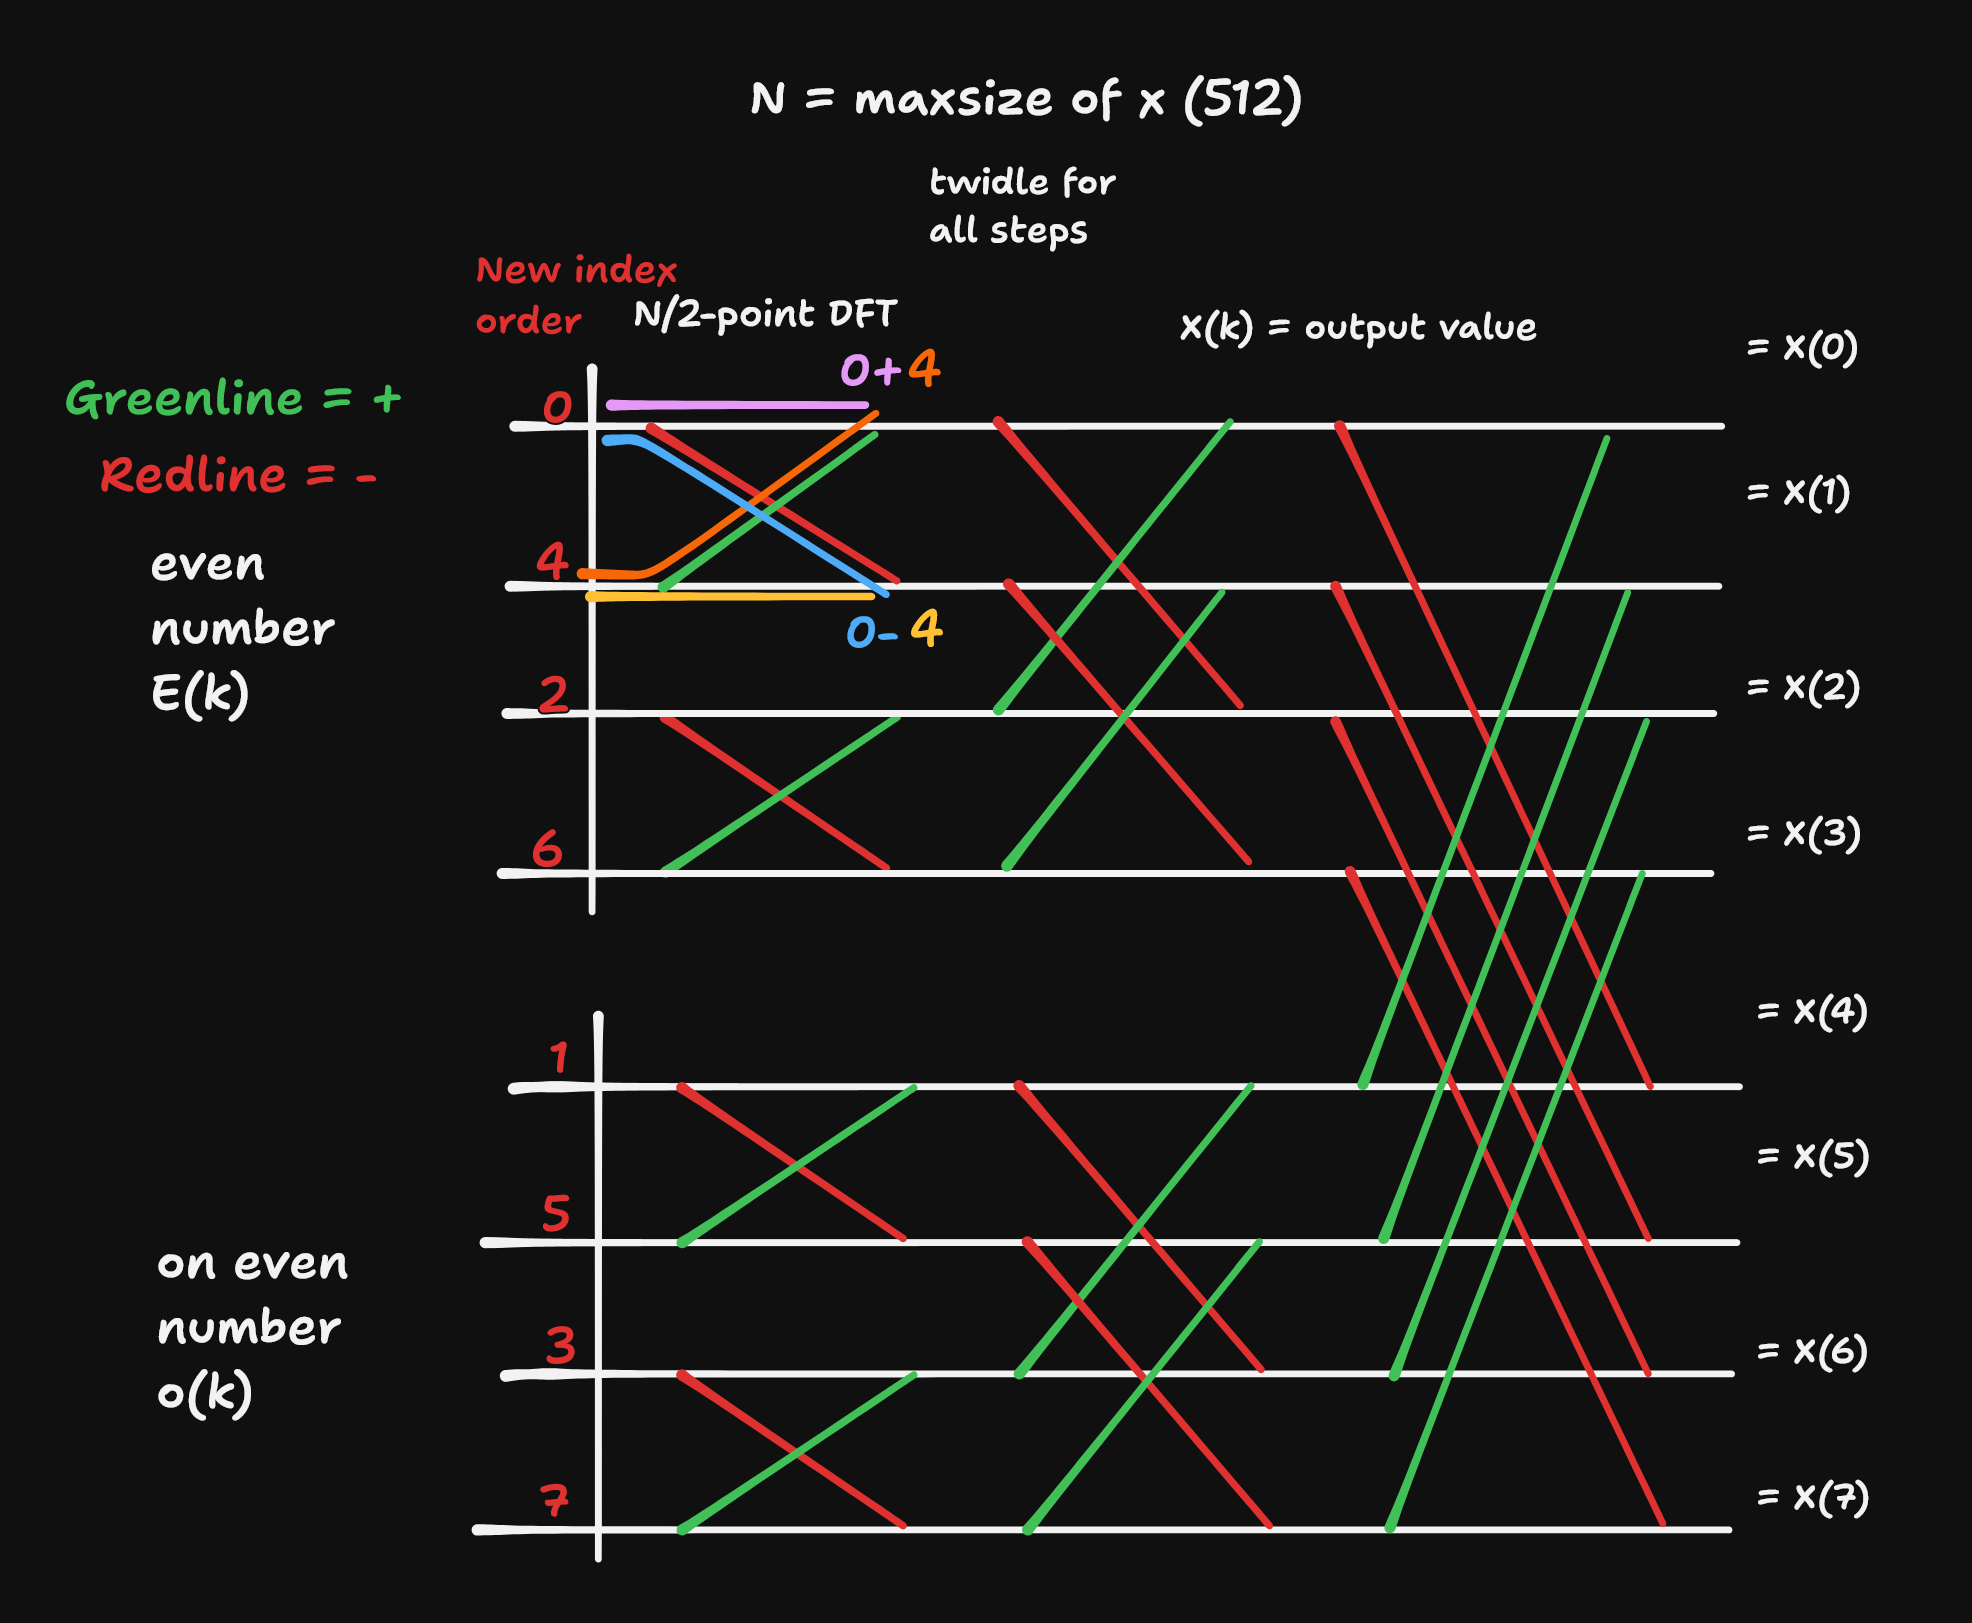 N = maxsize of x (512)
twidle for
all steps
New index
order
N/2-point DFT
X(k) = output value
= X(0)
0+4
Greenline = +
0
= X(1)
Redline = -
even
4
number
0-4
E(k)
2
= X(2)
= X(3)
6
= X(4)
1
= X(5)
5
on even
number
3
= X(6)
o(k)
7
= X(7)